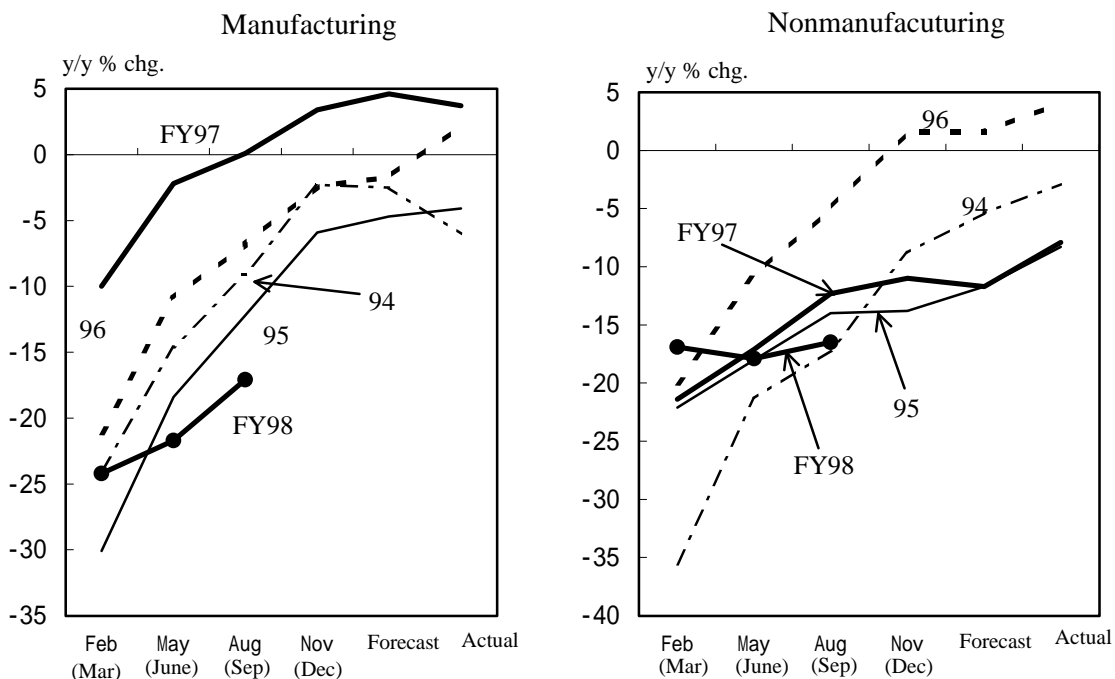 Manufacturing
y/y % chg.
5
0
-5
-10
-15
-20
-25
-30
-35
FY97
96
94
95
FY98
Feb
(Mar)
May
(June)
Aug
(Sep)
Nov
(Dec)
Forecast
Actual
Nonmanufacuturing
y/y % chg.
5
0
-5
-10
-15
-20
-25
-30
-35
-40
96
94
FY97
95
FY98
Feb
(Mar)
May
(June)
Aug
(Sep)
Nov
(Dec)
Forecast
Actual